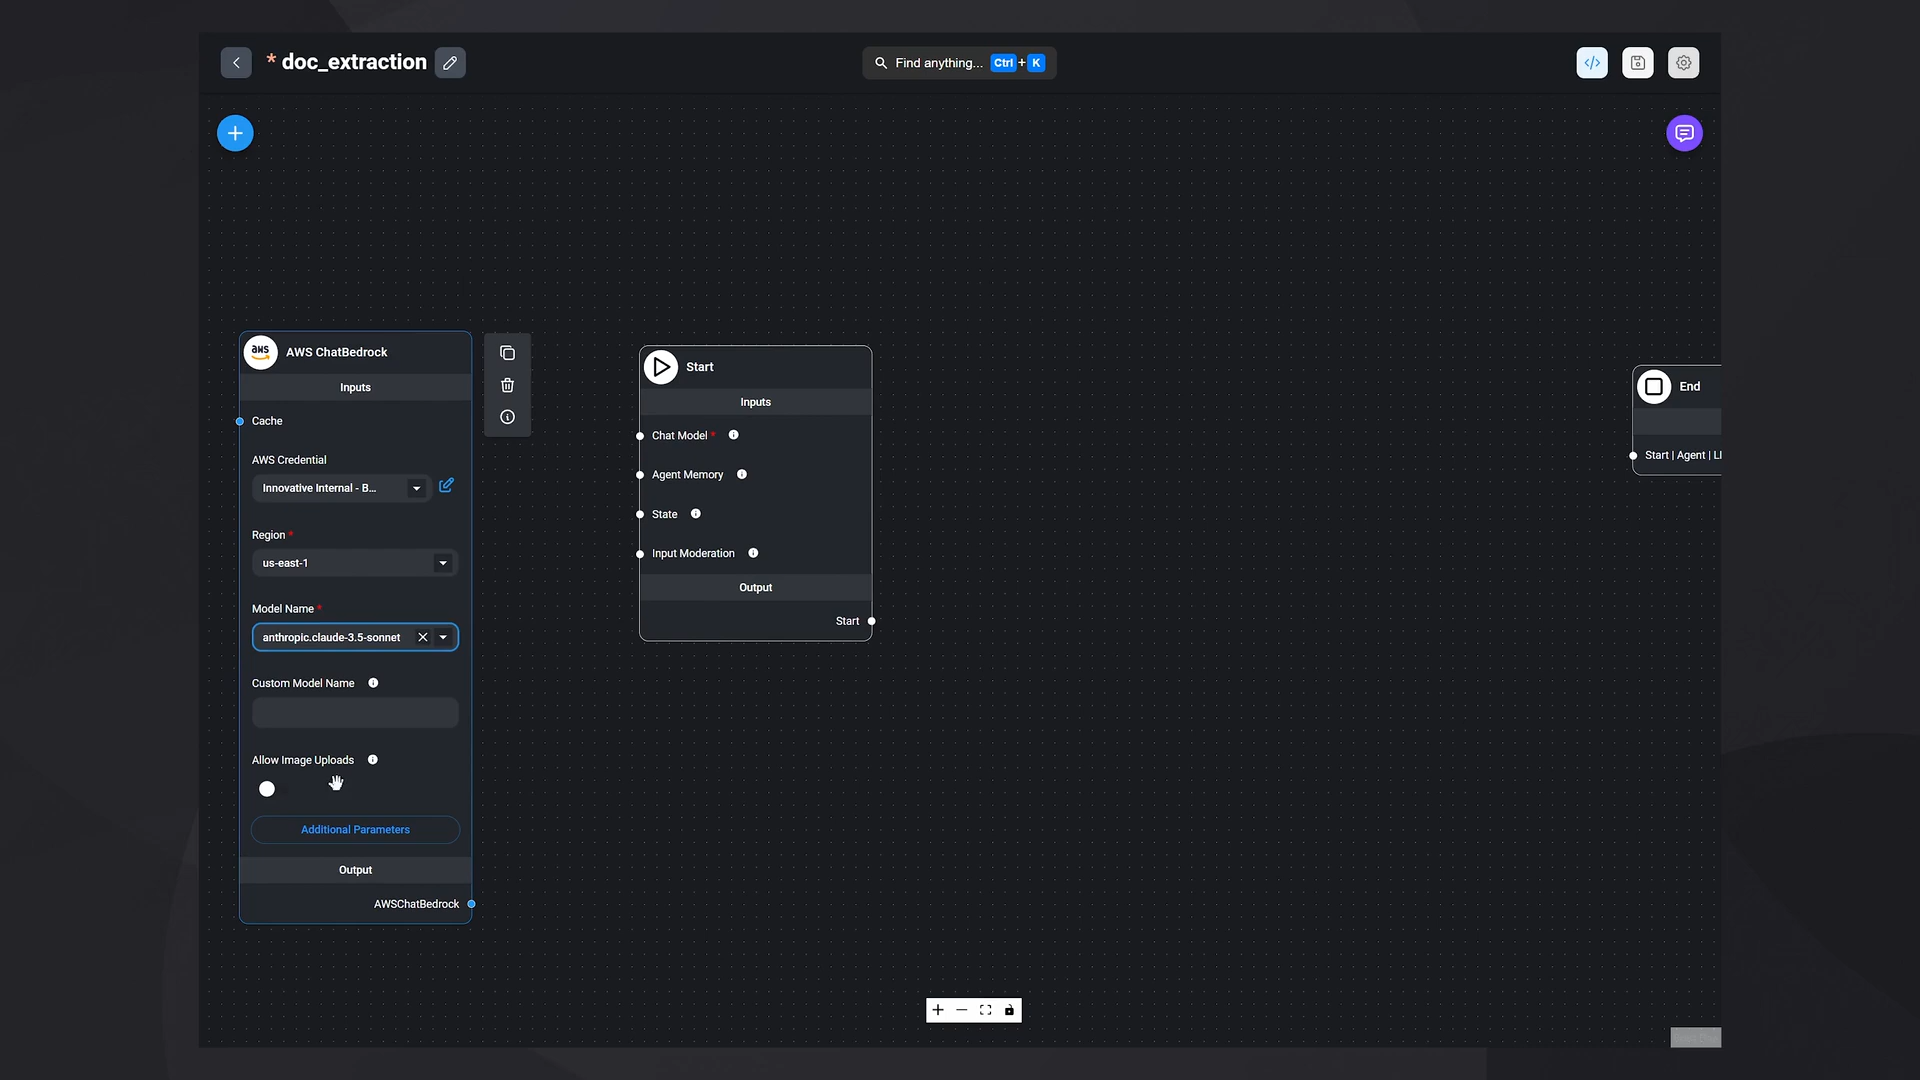 * doc_extraction
Find anything... Ctrl + K
aws AWS ChatBedrock
Inputs
Cache
AWS Credential
Innovative Internal - B...
Region *
us-east-1
Model Name *
anthropic.claude-3.5-sonnet
Custom Model Name
Allow Image Uploads
Additional Parameters
Output
AWSChatBedrock
Start
Inputs
Chat Model *
Agent Memory
State
Input Moderation
Output
Start
End
Start | Agent | Ll